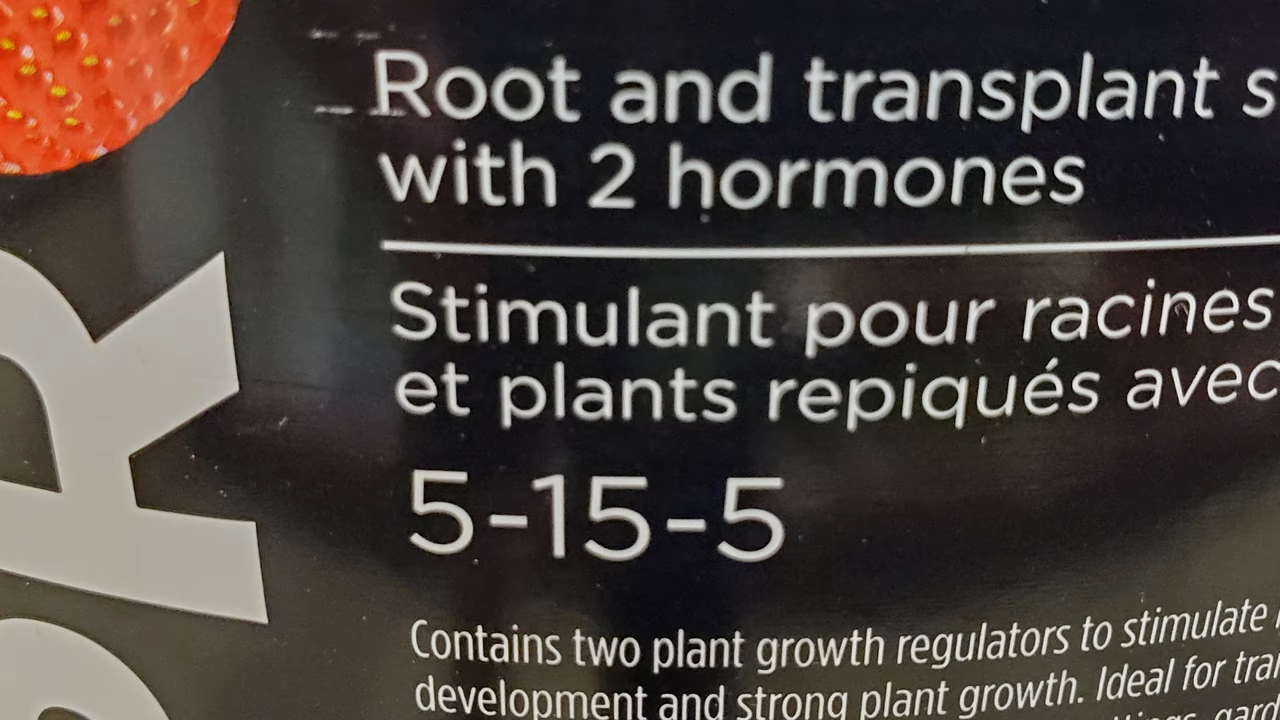 Root and transplant s
with 2 hormones
Stimulant pour racines
et plants repiqués avec
5-15-5
Contains two plant growth regulators to stimulate
development and strong plant growth. Ideal for